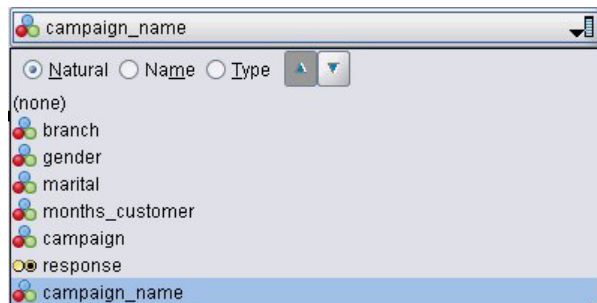 campaign_name
Natural Name Type
(none)
branch
gender
marital
months_customer
campaign
response
campaign_name